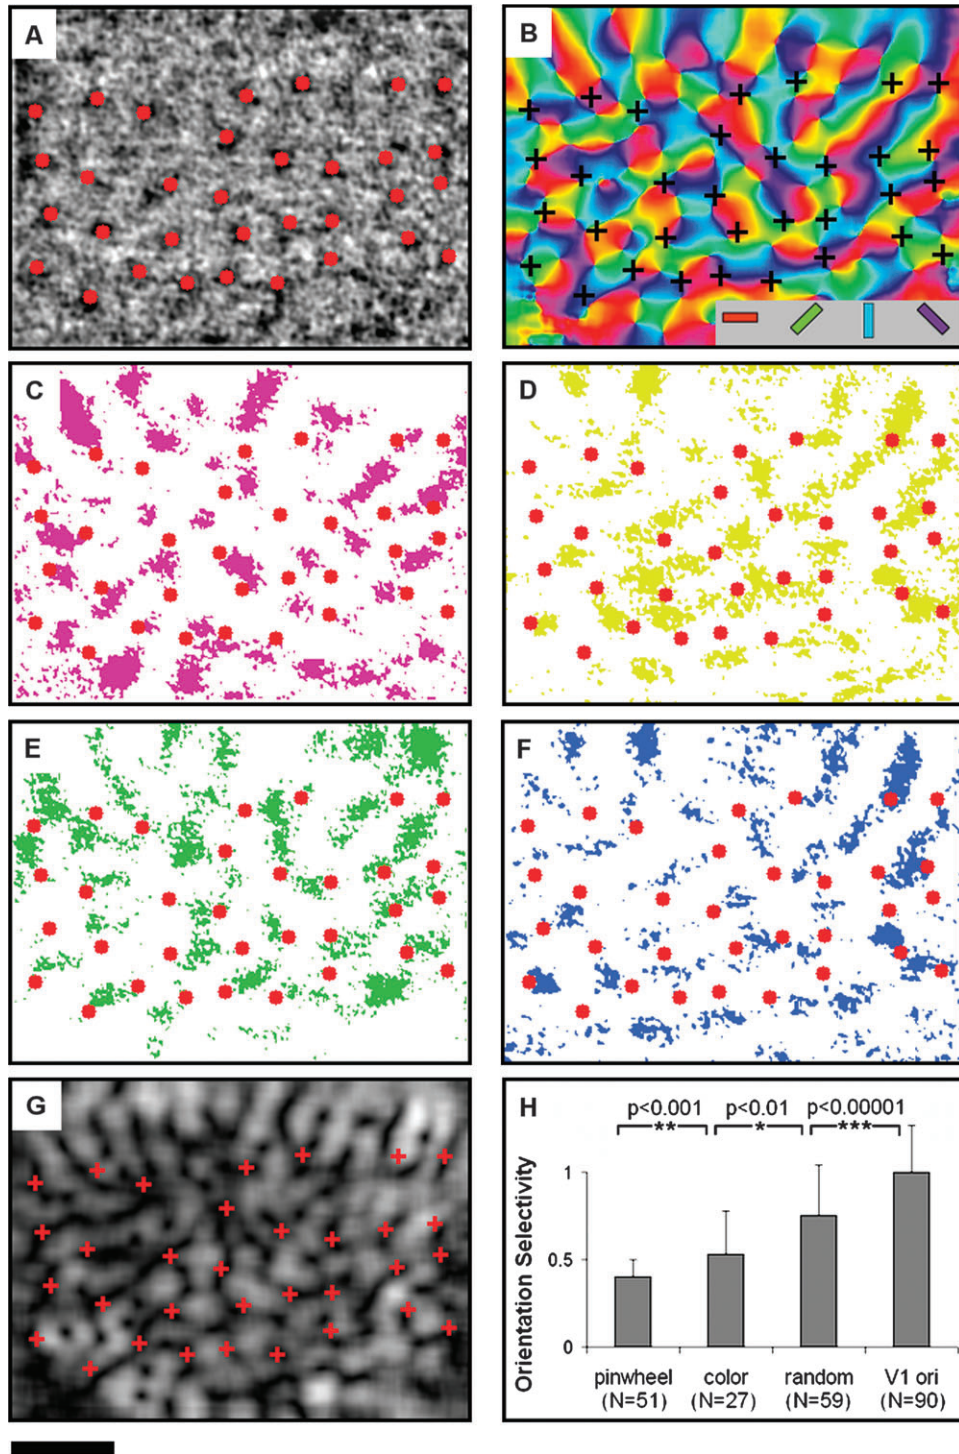 A
B
C
D
E
F
G
H
p<0.001
p<0.01
p<0.00001
**
*
***
Orientation Selectivity
1
0.5
0
pinwheel
(N=51)
color
(N=27)
random
(N=59)
V1 ori
(N=90)